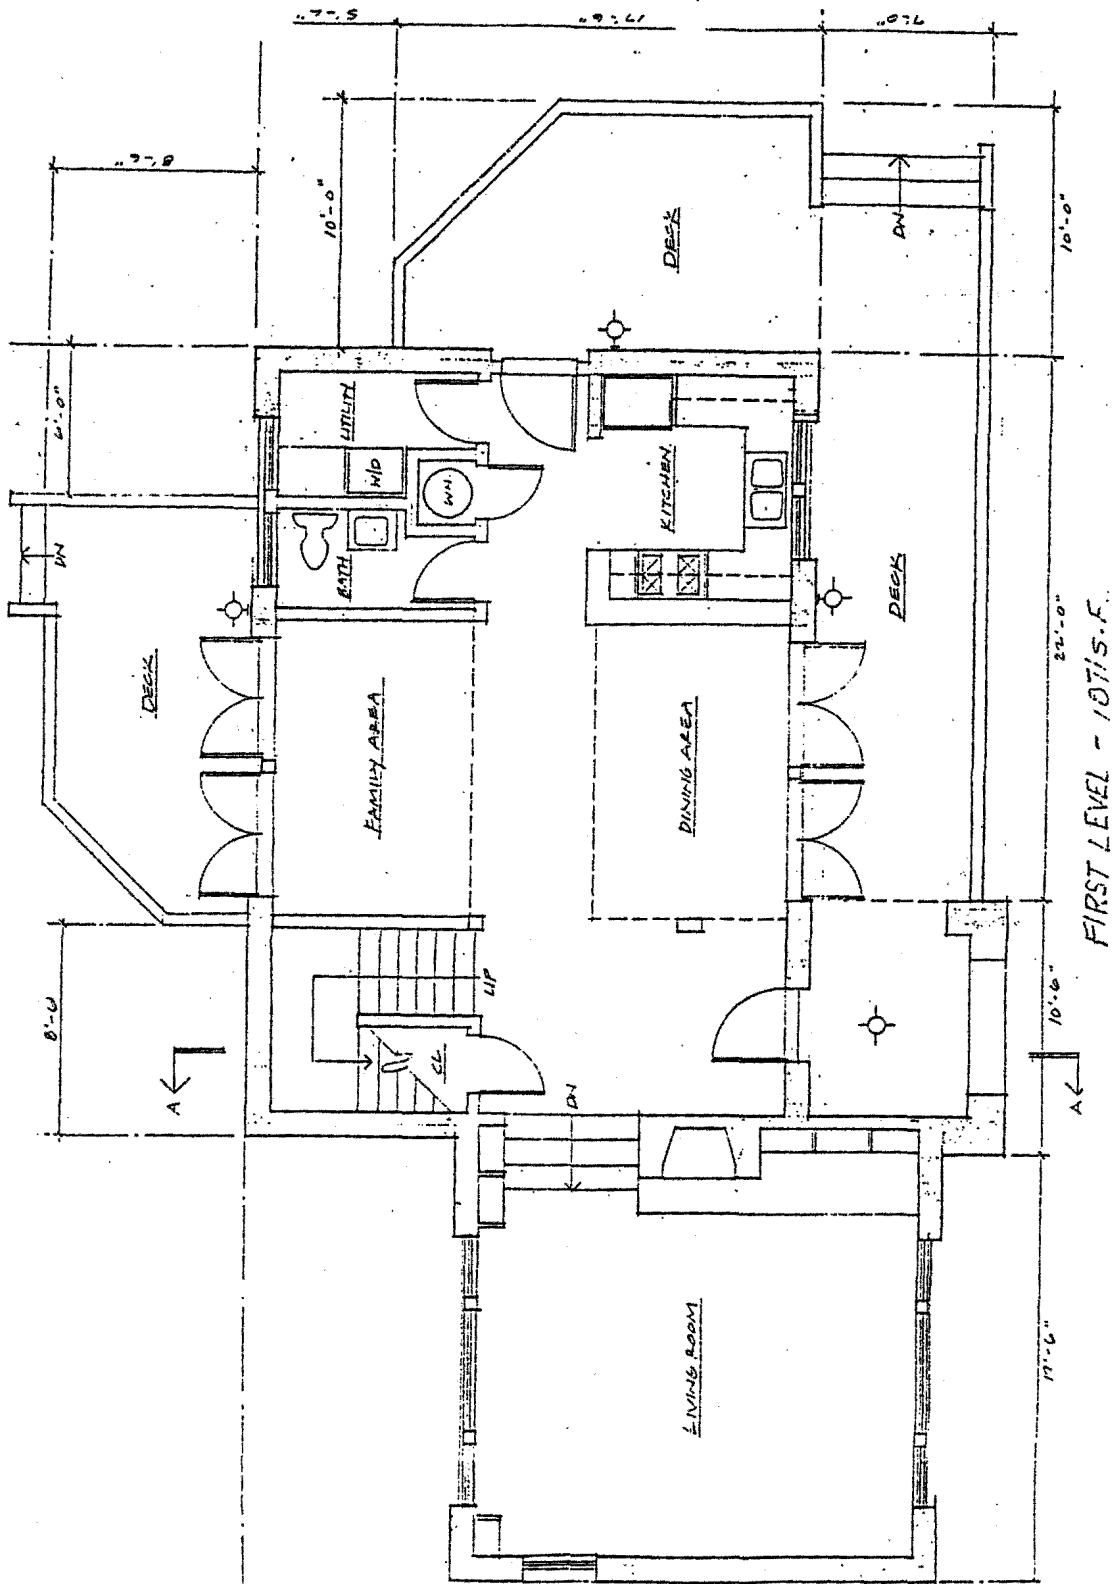 5'-2"
17'-6"
7'-0"
8'-6"
10'-0"
10'-0"
6'-0"
DECK
DN
UTILITY
W/D
W.H.
KITCHEN
DN
BATH
DECK
DECK
22'-0"
FAMILY AREA
DINING AREA
8'-0
UP
CL
10'-6"
A
A
DN
LIVING ROOM
17'-6"
FIRST LEVEL - 1071 S.F.